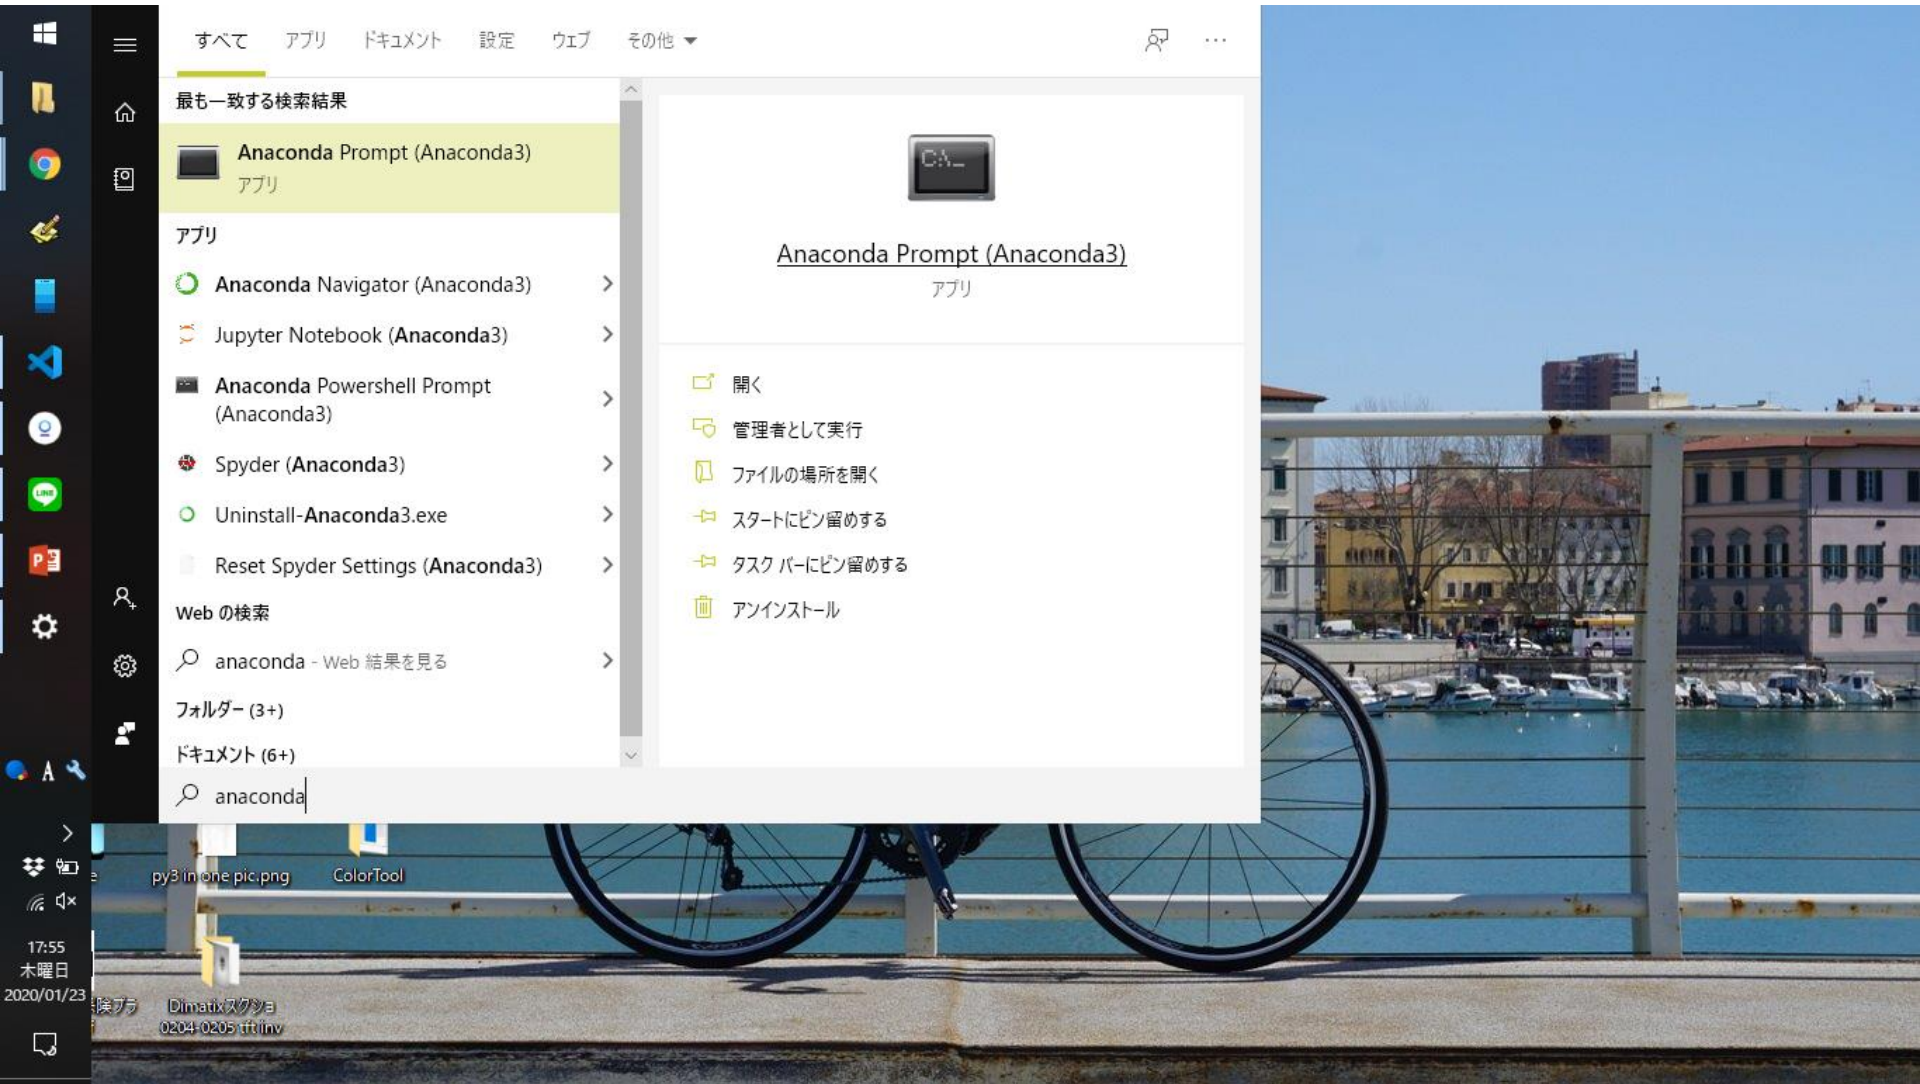 すべて アプリ ドキュメント 設定 ウェブ その他
最も一致する検索結果
Anaconda Prompt (Anaconda3)
アプリ
アプリ
Anaconda Navigator (Anaconda3)
Jupyter Notebook (Anaconda3)
Anaconda Powershell Prompt
(Anaconda3)
Spyder (Anaconda3)
Uninstall-Anaconda3.exe
Reset Spyder Settings (Anaconda3)
Web の検索
anaconda - Web 結果を見る
フォルダー (3+)
ドキュメント (6+)
anaconda
C:\_
Anaconda Prompt (Anaconda3)
アプリ
開く
管理者として実行
ファイルの場所を開く
スタートにピン留めする
タスク バーにピン留めする
アンインストール
LINE
A
17:55
木曜日
2020/01/23
py3 in one pic.png
ColorTool
険プラ
Dimatixスクショ
0204-0205 tft inv